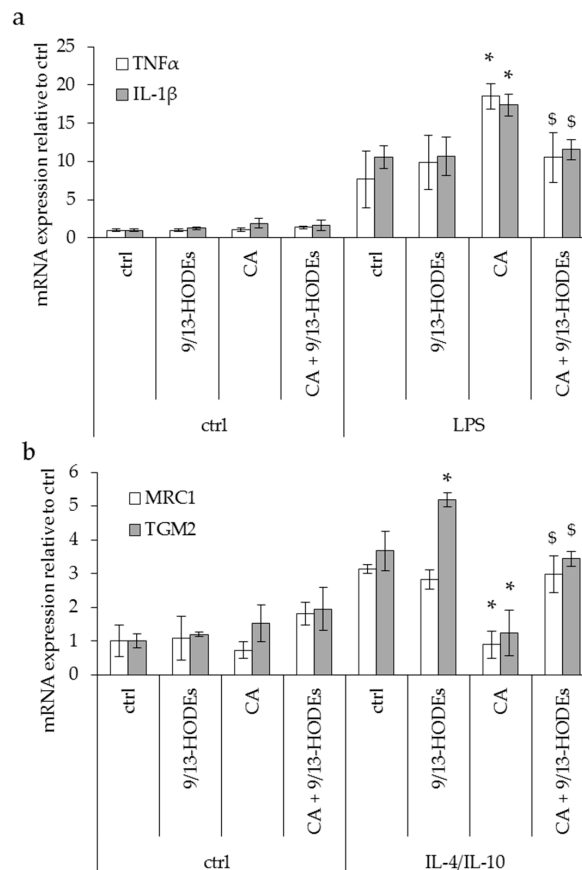 a
mRNA expression relative to ctrl
25
20
15
10
5
0
TNFα
IL-1β
* *
$ $
ctrl
9/13-HODEs
CA
CA + 9/13-HODEs
ctrl
9/13-HODEs
CA
CA + 9/13-HODEs
ctrl
LPS
b
mRNA expression relative to ctrl
6
5
4
3
2
1
0
MRC1
TGM2
*
* *
$ $
ctrl
9/13-HODEs
CA
CA + 9/13-HODEs
ctrl
9/13-HODEs
CA
CA + 9/13-HODEs
ctrl
IL-4/IL-10